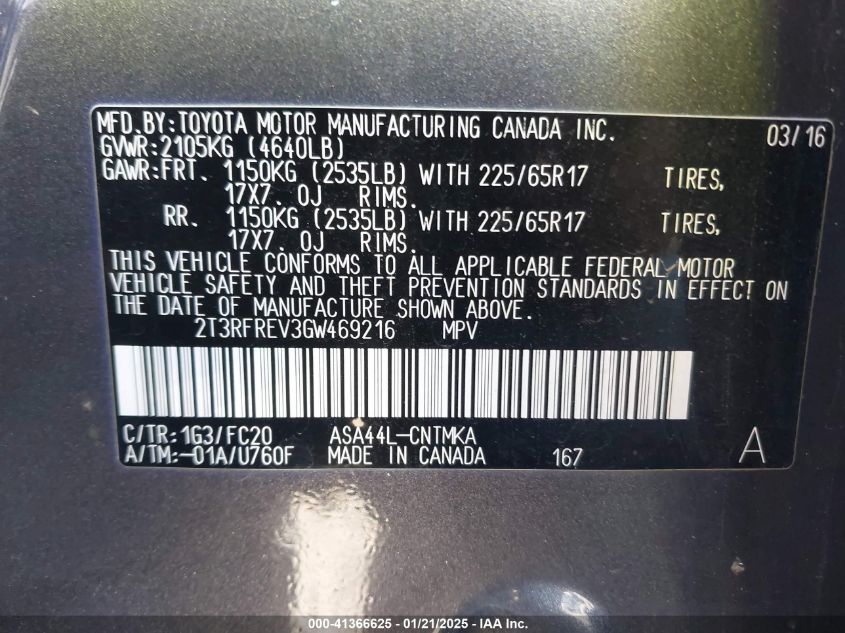 MFD.BY:TOYOTA MOTOR MANUFACTURING CANADA INC. 03/16
GVWR:2105KG (4640LB)
GAWR:FRT. 1150KG (2535LB) WITH 225/65R17 TIRES,
17X7. 0J RIMS.
RR. 1150KG (2535LB) WITH 225/65R17 TIRES,
17X7. 0J RIMS.
THIS VEHICLE CONFORMS TO ALL APPLICABLE FEDERAL MOTOR
VEHICLE SAFETY AND THEFT PREVENTION STANDARDS IN EFFECT ON
THE DATE OF MANUFACTURE SHOWN ABOVE.
2T3RFREV3GW469216 MPV
C/TR:1G3/FC20 ASA44L-CNTMKA
A/TM:-01A/U760F MADE IN CANADA 167 A
000-41366625 - 01/21/2025 - IAA Inc.